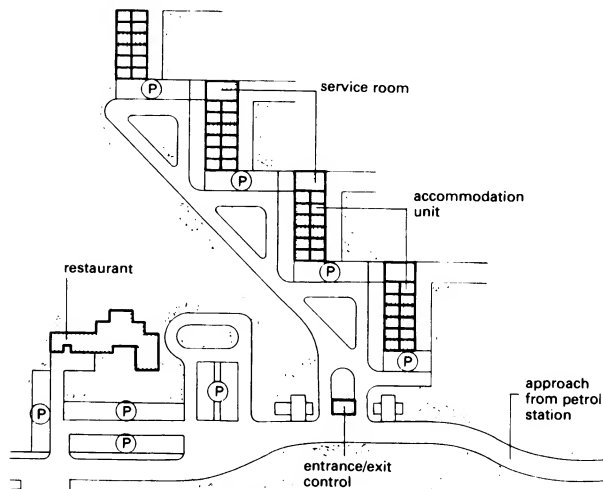 P
P
service room
P
accommodation
unit
restaurant
P
P
P
approach
from petrol
station
P
P
P
entrance/exit
control